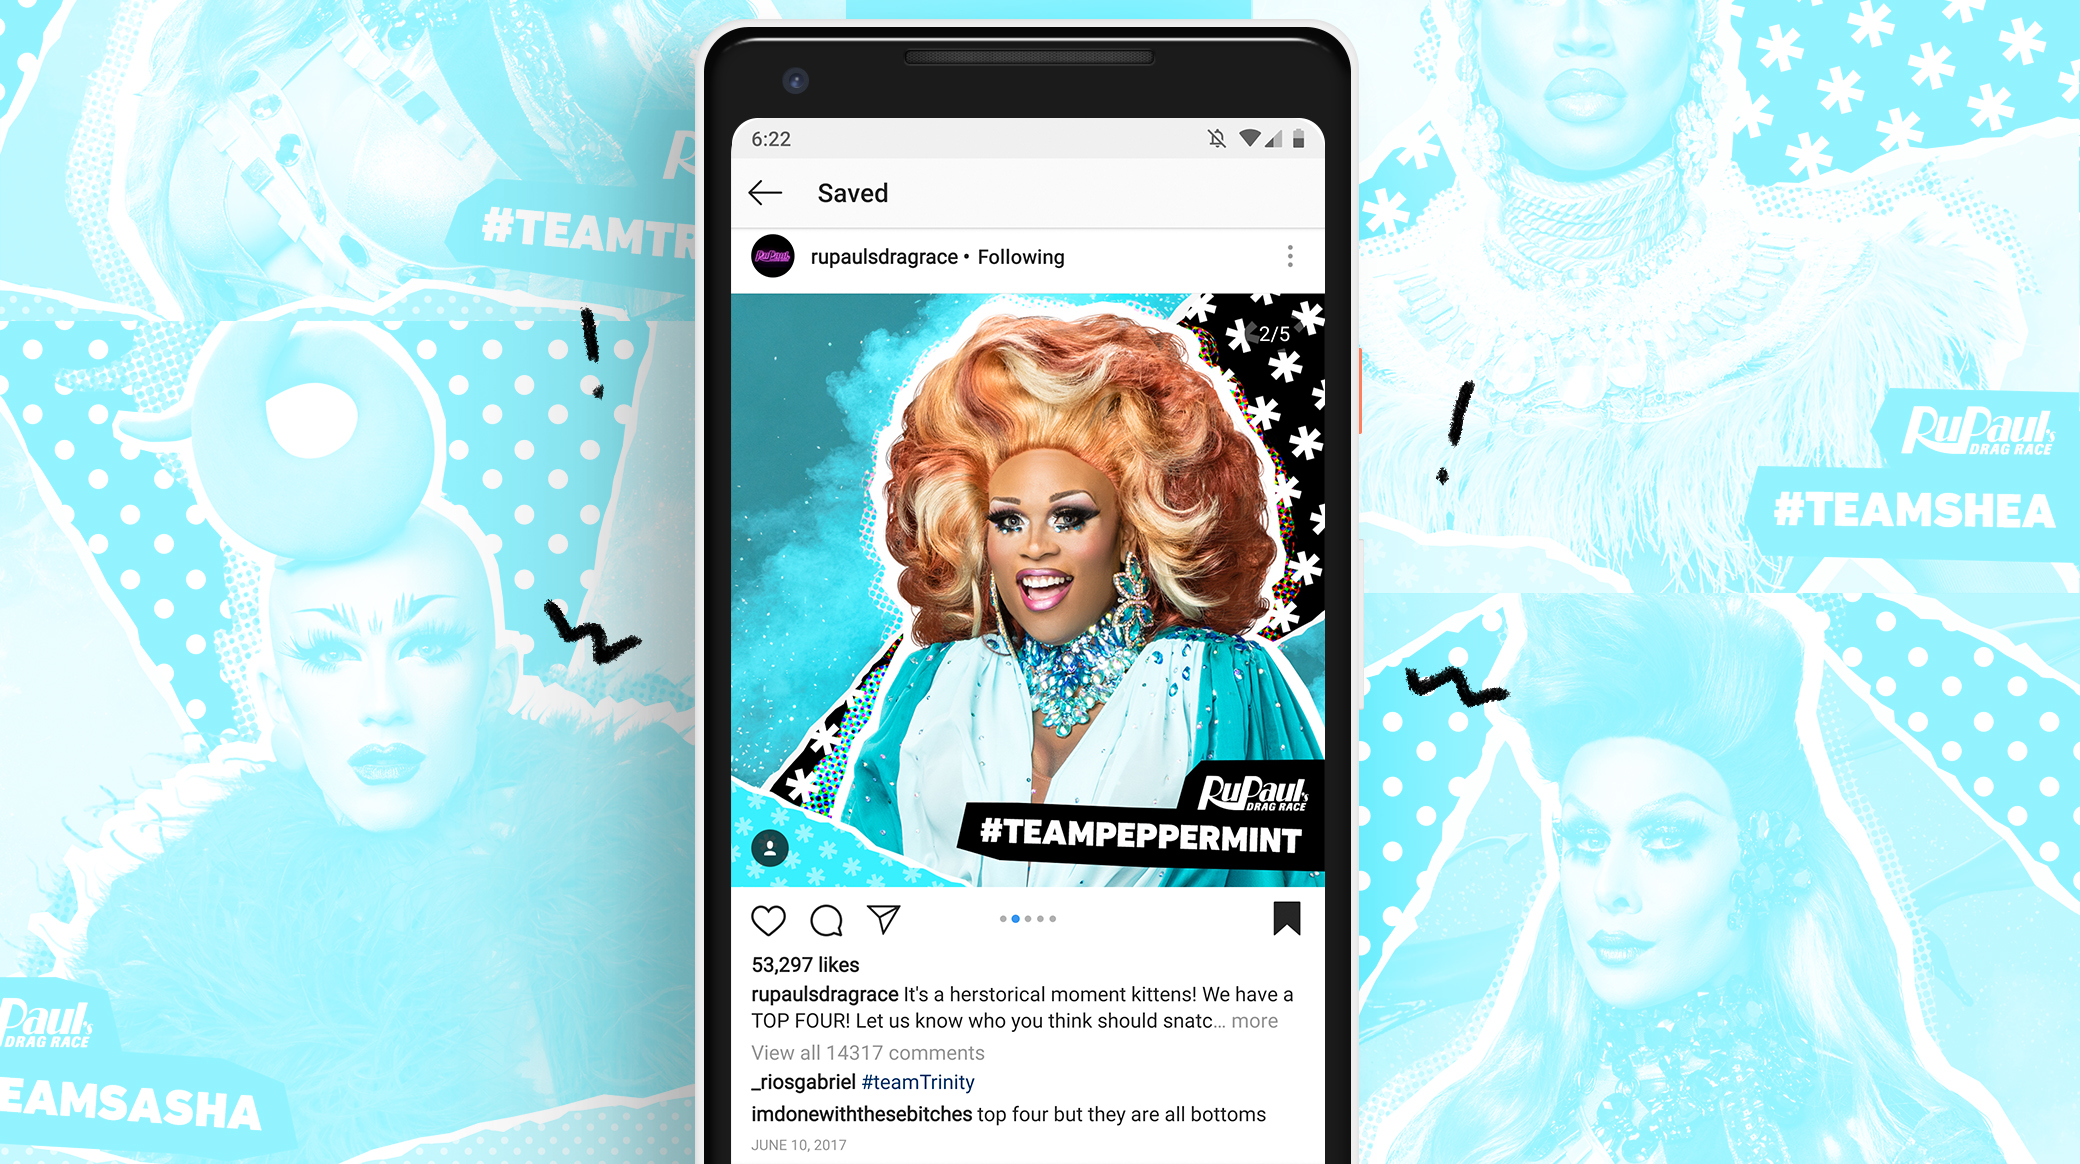 6:22
Saved
rupaulsdragrace • Following
2/5
RuPaul's
DRAG RACE
#TEAMPEPPERMINT
53,297 likes
rupaulsdragrace It's a herstorical moment kittens! We have a
TOP FOUR! Let us know who you think should snatc... more
View all 14317 comments
_riosgabriel #teamTrinity
imdonewiththesebitches top four but they are all bottoms
JUNE 10, 2017
#TEAMTR
Paul's
DRAG RACE
EAMSASHA
RuPaul's
DRAG RACE
#TEAMSHEA